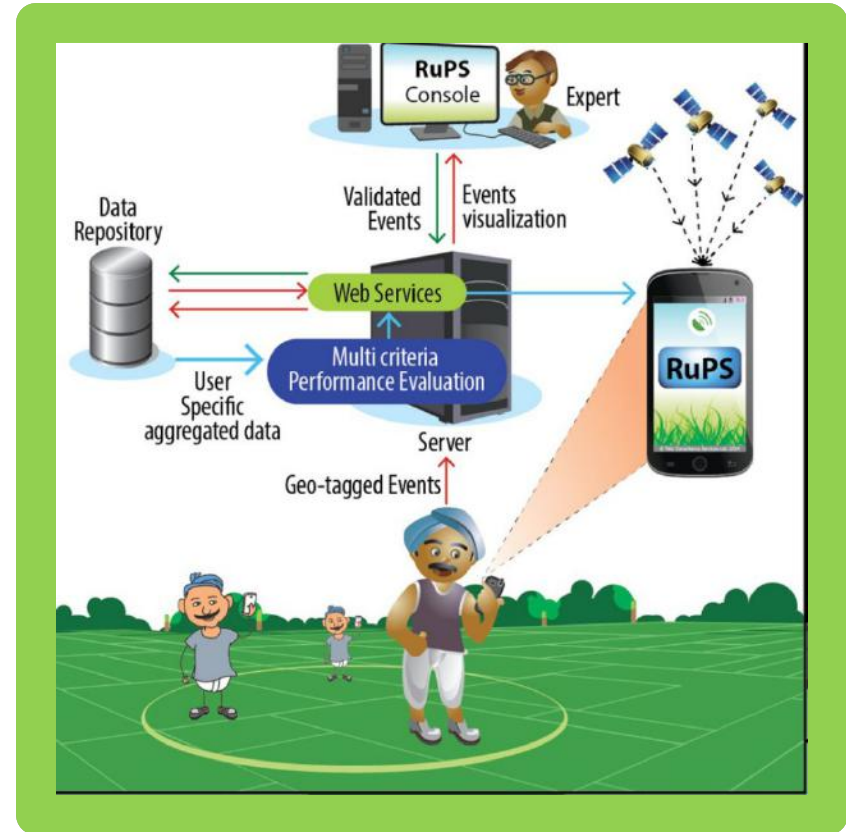 RuPS
Console
Expert
Validated
Events
Events
visualization
Data
Repository
Web Services
Multi criteria
Performance Evaluation
User
Specific
aggregated data
RuPS
Server
Geo-tagged Events